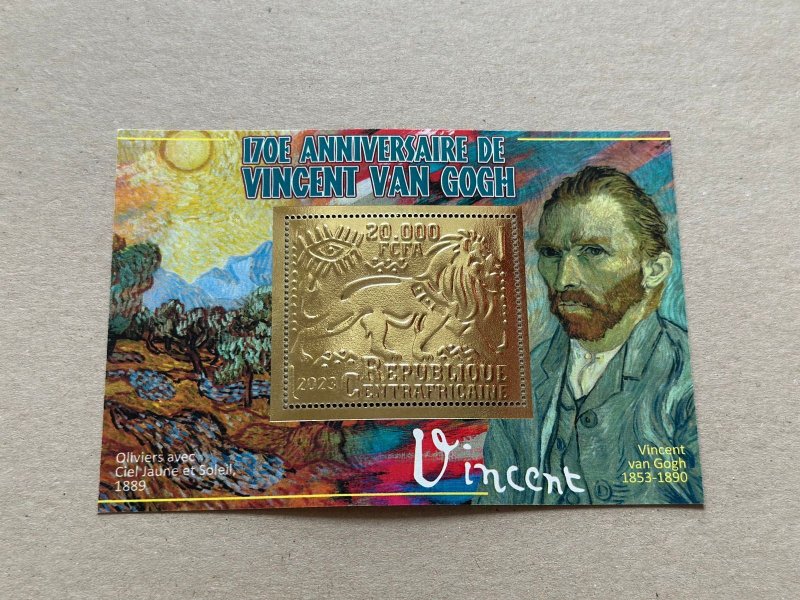 170E ANNIVERSAIRE DE
VINCENT VAN GOGH
20.000
FCFA
2023
REPUBLIQUE
CENTRAFRICAINE
Oliviers avec
Ciel Jaune et Soleil,
1889
Vincent
Vincent
van Gogh
1853-1890